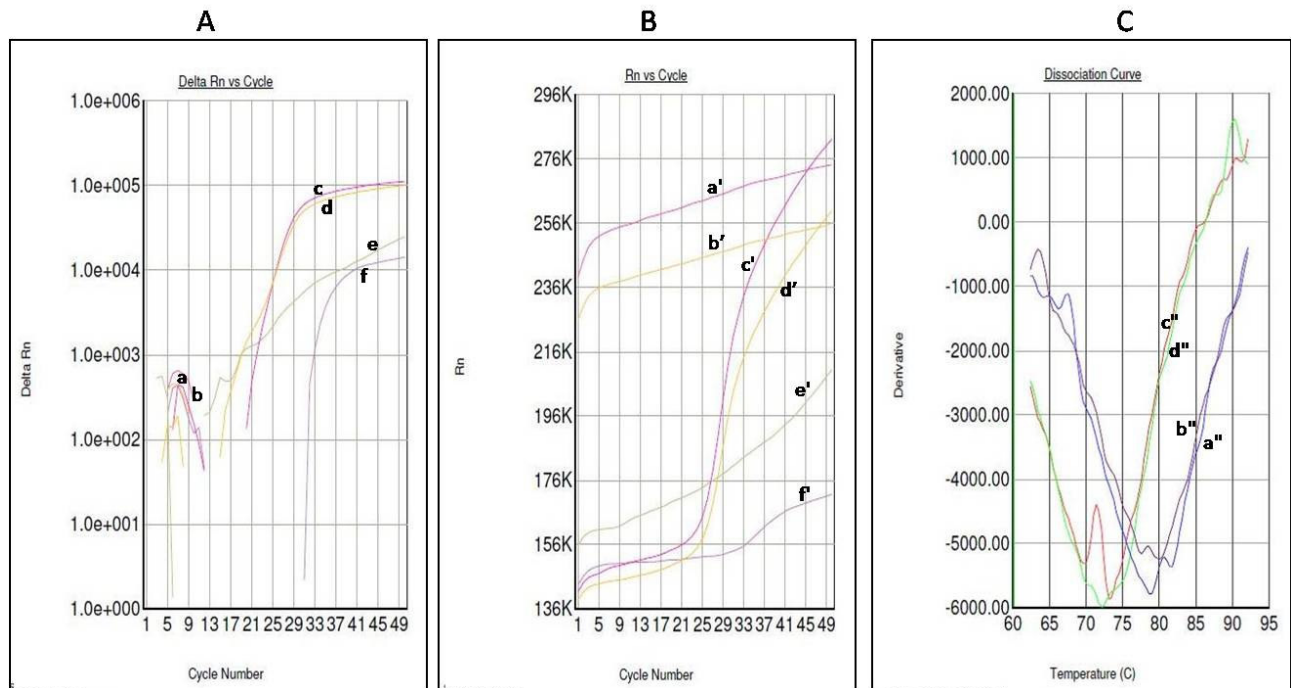 A
B
C
Delta Rn vs Cycle
1.0e+006
1.0e+005
1.0e+004
1.0e+003
1.0e+002
1.0e+001
1.0e+000
Delta Rn
a
b
c
d
e
f
1 5 9 13 17 21 25 29 33 37 41 45 49
Cycle Number
Rn vs Cycle
296K
276K
256K
236K
216K
196K
176K
156K
136K
Rn
a'
b'
c'
d'
e'
f'
1 5 9 13 17 21 25 29 33 37 41 45 49
Cycle Number
Dissociation Curve
2000.00
1000.00
0.00
-1000.00
-2000.00
-3000.00
-4000.00
-5000.00
-6000.00
Derivative
c"
d"
b"
a"
60 65 70 75 80 85 90 95
Temperature (C)